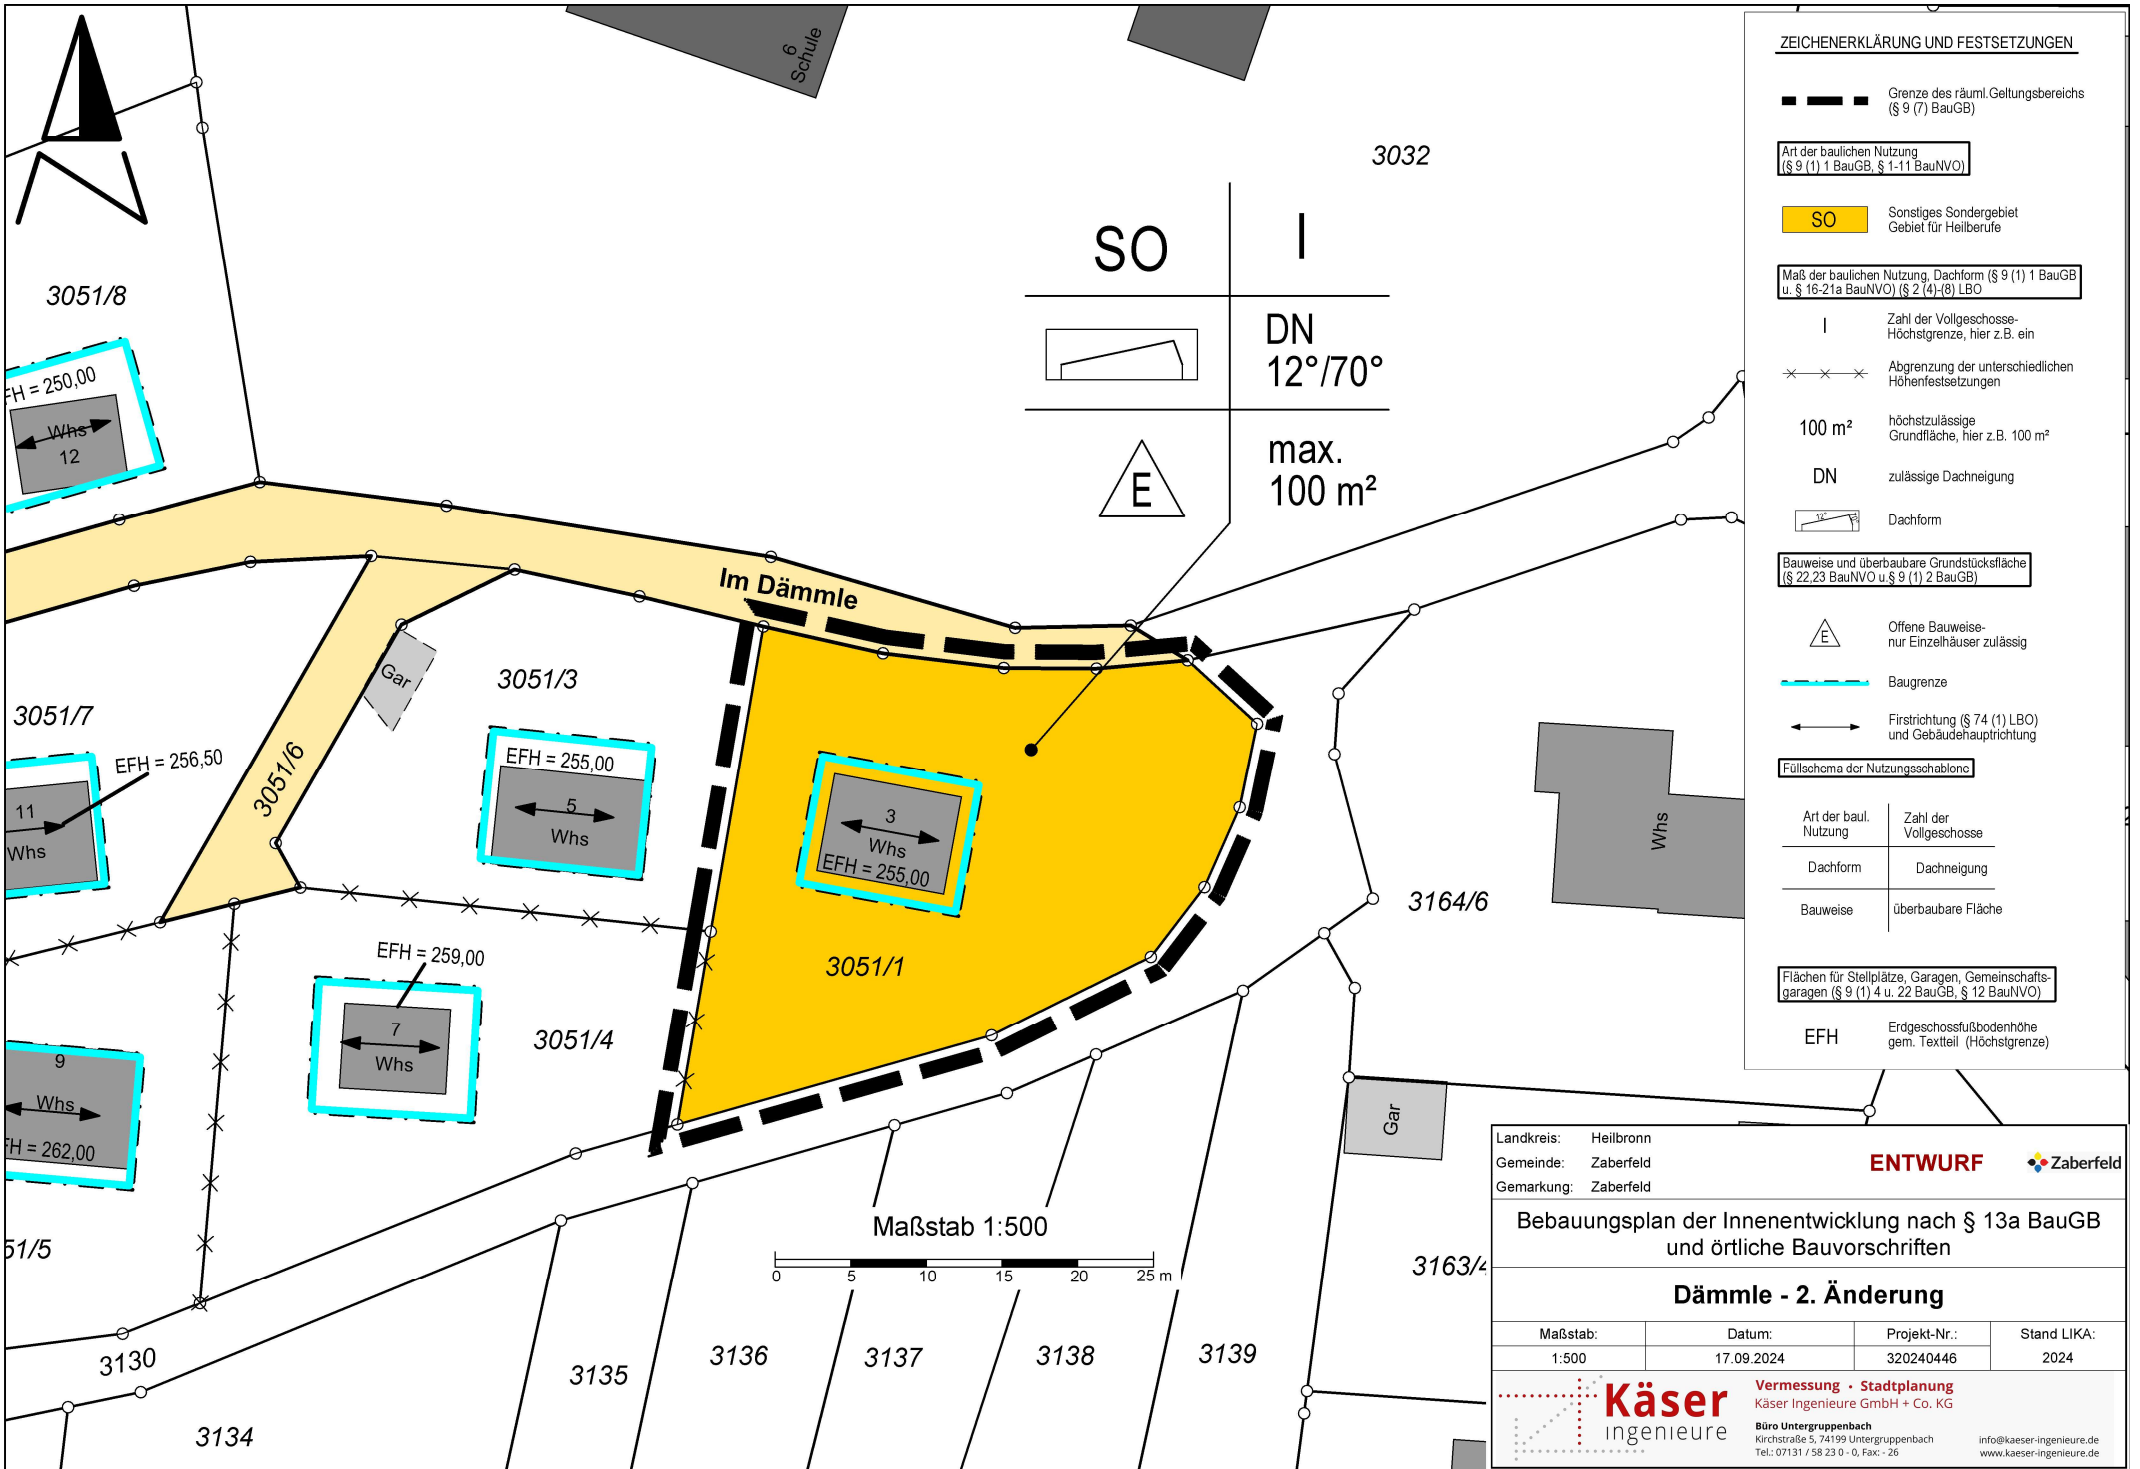 6
Schule
3032
3051/8
SO
I
DN
12°/70°
E
max.
100 m²
FH = 250,00
Whs
12
Im Dämmle
Gar
3051/3
3051/7
EFH = 256,50
3051/6
11
Whs
EFH = 255,00
5
Whs
3
Whs
EFH = 255,00
Whs
3164/6
3051/1
EFH = 259,00
7
Whs
3051/4
9
Whs
FH = 262,00
51/5
Gar
Maßstab 1:500
0 5 10 15 20 25 m
3163/4
3130
3134
3135
3136
3137
3138
3139
ZEICHENERKLÄRUNG UND FESTSETZUNGEN
Grenze des räuml.Geltungsbereichs
(§ 9 (7) BauGB)
Art der baulichen Nutzung
(§ 9 (1) 1 BauGB, § 1-11 BauNVO)
SO
Sonstiges Sondergebiet
Gebiet für Heilberufe
Maß der baulichen Nutzung, Dachform (§ 9 (1) 1 BauGB
u. § 16-21a BauNVO) (§ 2 (4)-(8) LBO
I
Zahl der Vollgeschosse-
Höchstgrenze, hier z.B. ein
Abgrenzung der unterschiedlichen
Höhenfestsetzungen
100 m²
höchstzulässige
Grundfläche, hier z.B. 100 m²
DN
zulässige Dachneigung
12°
Dachform
Bauweise und überbaubare Grundstücksfläche
(§ 22,23 BauNVO u.§ 9 (1) 2 BauGB)
E
Offene Bauweise-
nur Einzelhäuser zulässig
Baugrenze
Firstrichtung (§ 74 (1) LBO)
und Gebäudehauptrichtung
Füllschema der Nutzungsschablone
Art der baul.
Nutzung
Zahl der
Vollgeschosse
Dachform
Dachneigung
Bauweise
überbaubare Fläche
Flächen für Stellplätze, Garagen, Gemeinschafts-
garagen (§ 9 (1) 4 u. 22 BauGB, § 12 BauNVO)
EFH
Erdgeschossfußbodenhöhe
gem. Textteil (Höchstgrenze)
Landkreis: Heilbronn
Gemeinde: Zaberfeld
Gemarkung: Zaberfeld
ENTWURF
Zaberfeld
Bebauungsplan der Innenentwicklung nach § 13a BauGB
und örtliche Bauvorschriften
Dämmle - 2. Änderung
Maßstab: Datum: Projekt-Nr.: Stand LIKA:
1:500 17.09.2024 320240446 2024
Käser
ingenieure
Vermessung • Stadtplanung
Käser Ingenieure GmbH + Co. KG
Büro Untergruppenbach
Kirchstraße 5, 74199 Untergruppenbach
Tel.: 07131 / 58 23 0 - 0, Fax: - 26
info@kaeser-ingenieure.de
www.kaeser-ingenieure.de